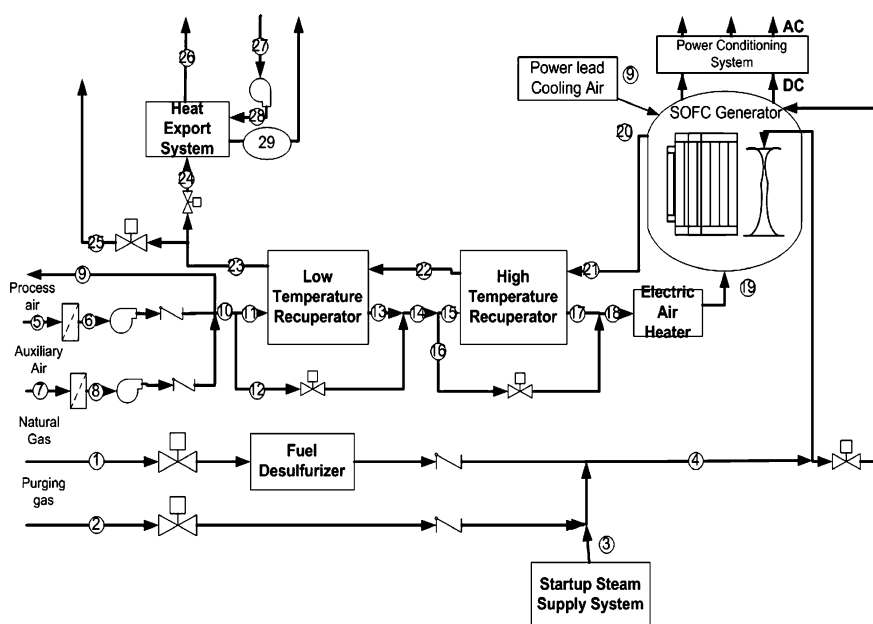 AC
Power Conditioning
System
DC
26
27
Power lead
Cooling Air
9
SOFC Generator
Heat
Export
System
28
29
20
24
25
23
Low
Temperature
Recuperator
22
High
Temperature
Recuperator
21
9
Process
air
5
6
10
11
13
14
15
17
18
Electric
Air
Heater
19
16
Auxiliary
Air
7
8
12
Natural
Gas
1
Fuel
Desulfurizer
4
Purging
gas
2
3
Startup Steam
Supply System